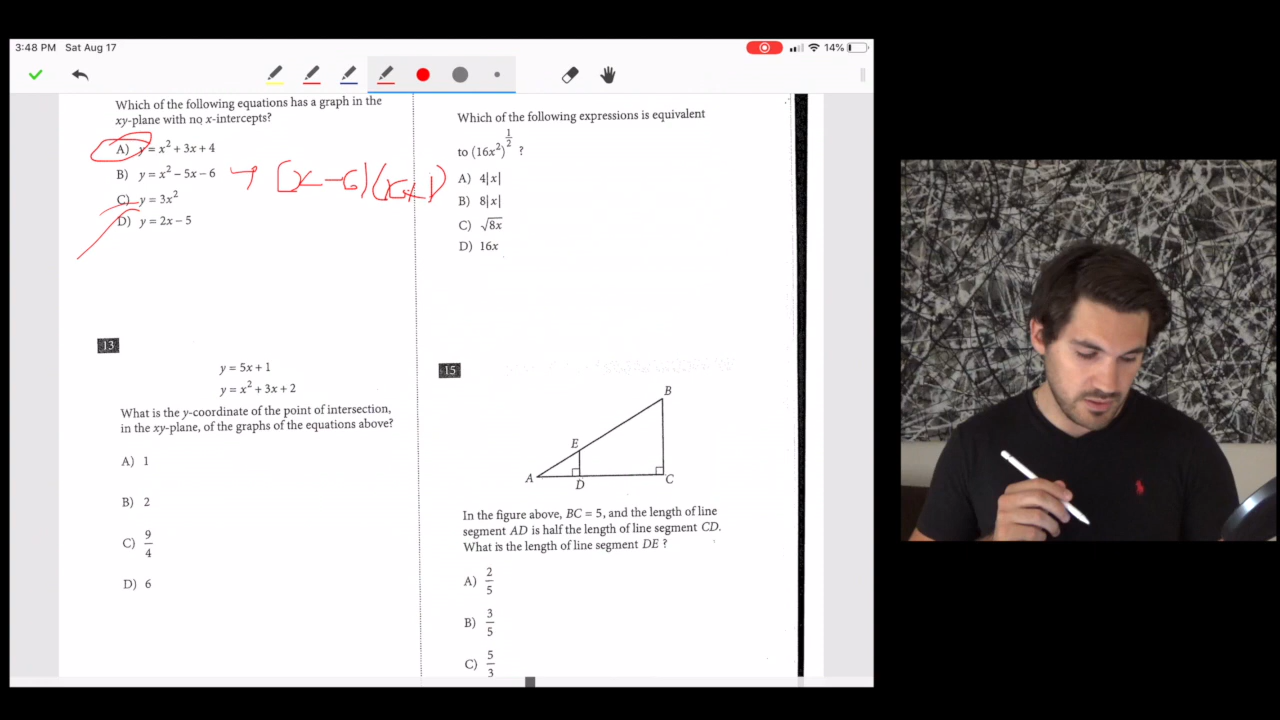 3:48 PM Sat Aug 17
14%
Which of the following equations has a graph in the
xy-plane with no x-intercepts?
A) y = x² + 3x + 4
B) y = x² − 5x − 6 → (x−6)(x+1)
C) y = 3x²
D) y = 2x − 5
13
y = 5x + 1
y = x² + 3x + 2
What is the y-coordinate of the point of intersection,
in the xy-plane, of the graphs of the equations above?
A) 1
B) 2
C) 9/4
D) 6
Which of the following expressions is equivalent
to (16x²)^(1/2) ?
A) 4|x|
B) 8|x|
C) √8x
D) 16x
15
B
E
A
D
C
In the figure above, BC = 5, and the length of line
segment AD is half the length of line segment CD.
What is the length of line segment DE ?
A) 2/5
B) 3/5
C) 5/3